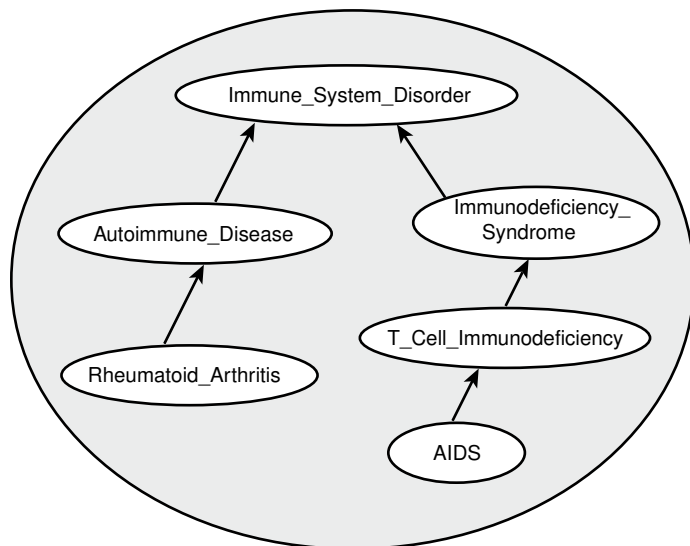 Immune_System_Disorder
Autoimmune_Disease
Immunodeficiency_
Syndrome
T_Cell_Immunodeficiency
Rheumatoid_Arthritis
AIDS